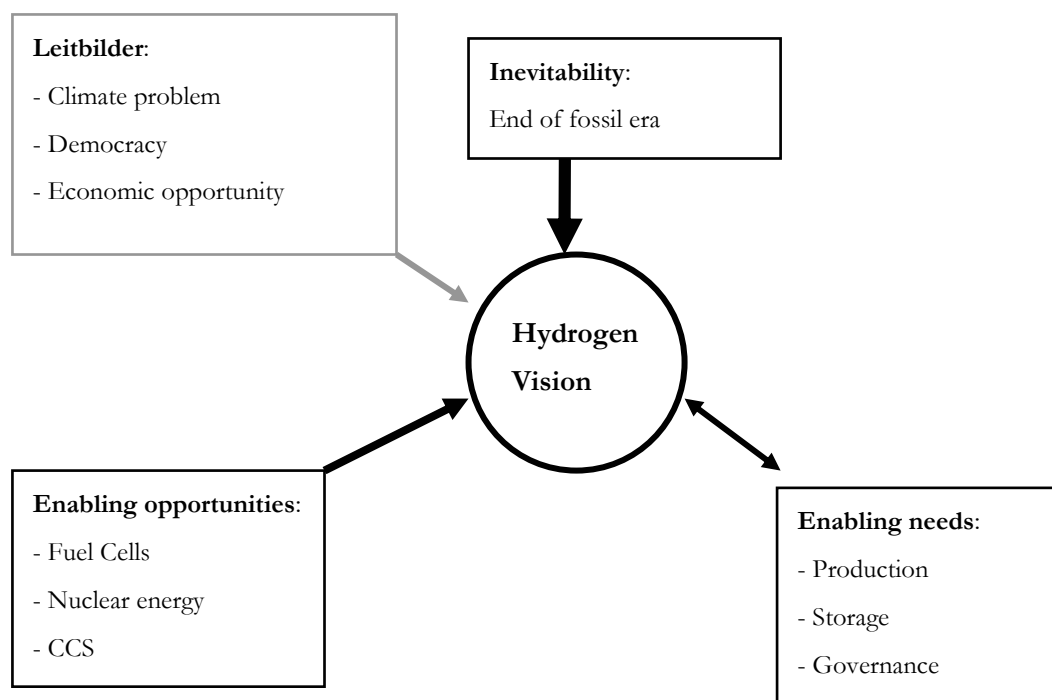 Leitbilder:
- Climate problem
- Democracy
- Economic opportunity
Inevitability:
End of fossil era
Hydrogen
Vision
Enabling opportunities:
- Fuel Cells
- Nuclear energy
- CCS
Enabling needs:
- Production
- Storage
- Governance